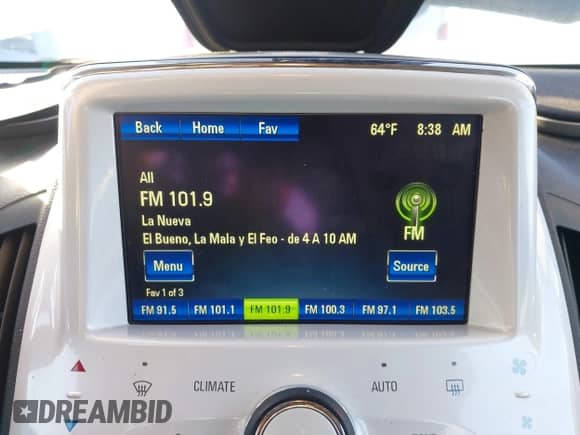 Back Home Fav 64°F 8:38 AM
All
FM 101.9
La Nueva
El Bueno, La Mala y El Feo - de 4 A 10 AM
FM
Menu Source
Fav 1 of 3
FM 91.5 FM 101.1 FM 101.9 FM 100.3 FM 97.1 FM 103.5
CLIMATE AUTO
DREAMBID